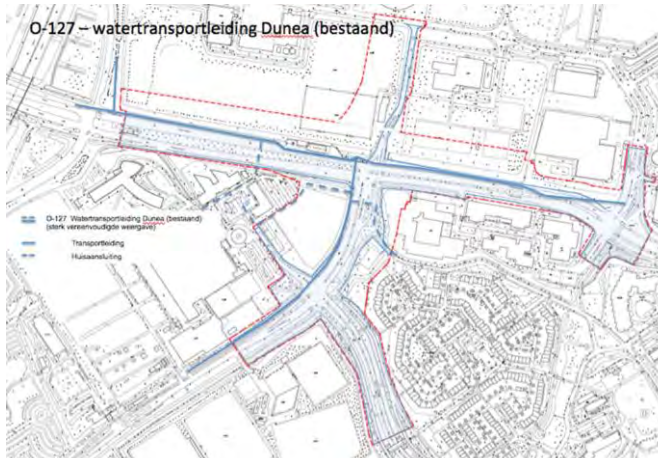 O-127 – watertransportleiding Dunea (bestaand)
O-127 Watertransportleiding Dunea (bestaand)
(sterk vereenvoudigde weergave)
Transportleiding
Huisaansluiting